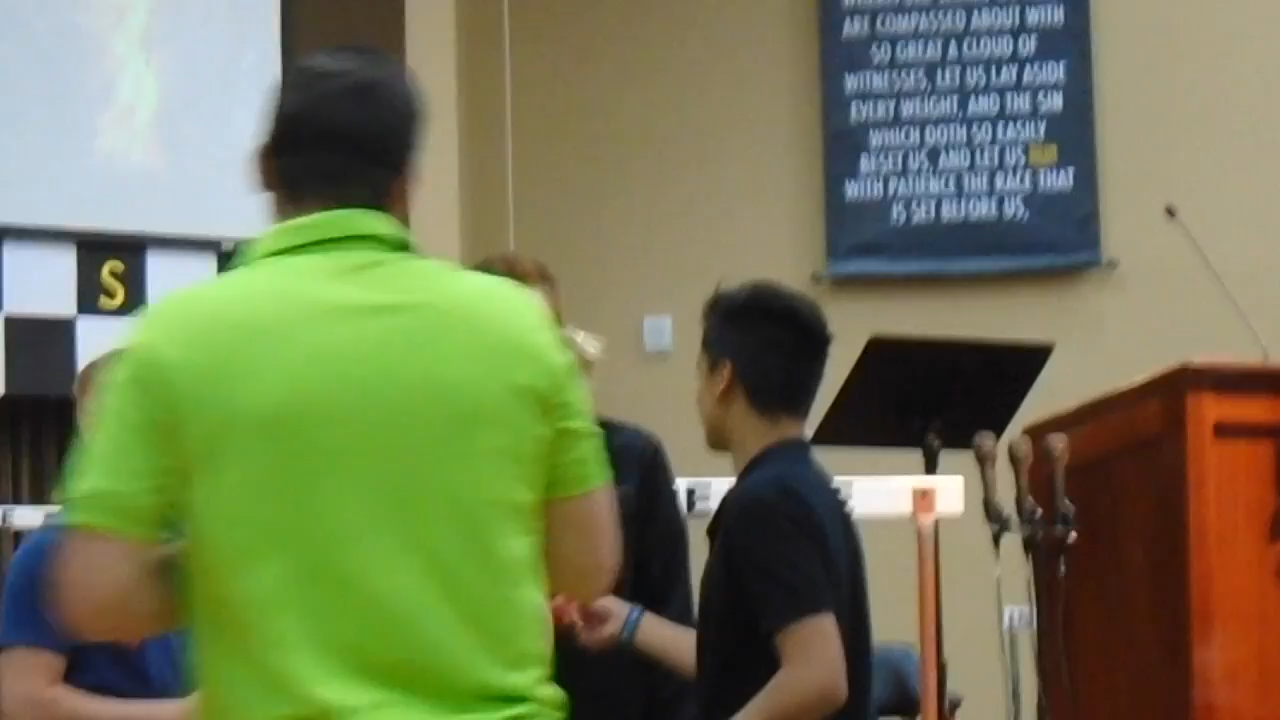 ARE COMPASSED ABOUT WITH
SO GREAT A CLOUD OF
WITNESSES, LET US LAY ASIDE
EVERY WEIGHT, AND THE SIN
WHICH DOTH SO EASILY
BESET US, AND LET US RUN
WITH PATIENCE THE RACE THAT
IS SET BEFORE US,
S